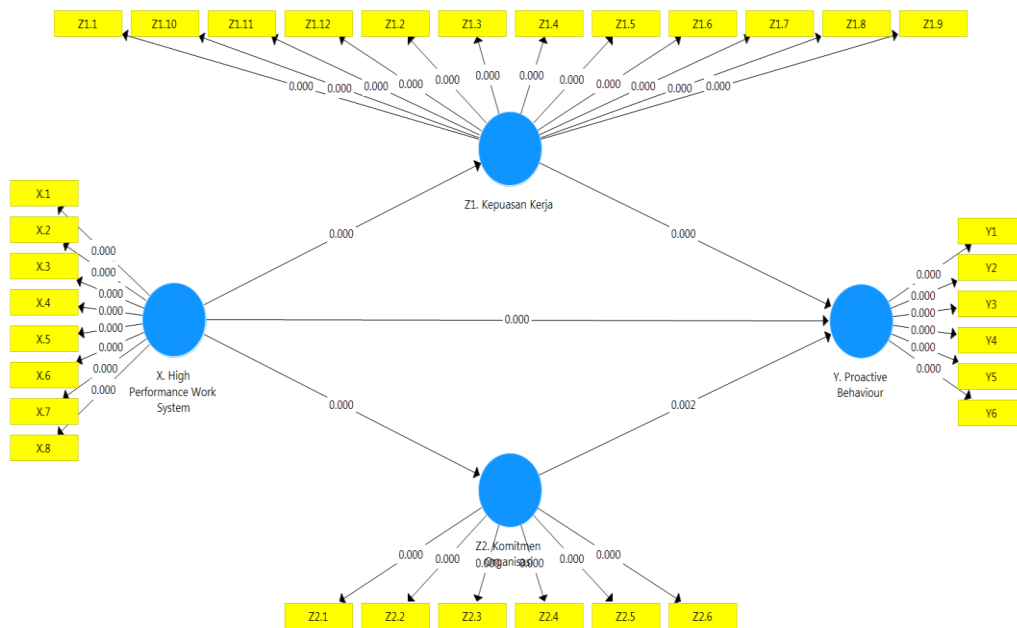 Z1.1 Z1.10 Z1.11 Z1.12 Z1.2 Z1.3 Z1.4 Z1.5 Z1.6 Z1.7 Z1.8 Z1.9
0.000 0.000 0.000 0.000 0.000 0.000 0.000 0.000 0.000 0.000 0.000 0.000
Z1. Kepuasan Kerja
X.1
X.2
X.3
X.4
X.5
X.6
X.7
X.8
0.000
0.000
0.000
0.000
0.000
0.000
0.000
0.000
X. High
Performance Work
System
0.000
0.000
0.000
0.000
0.002
Y1
Y2
Y3
Y4
Y5
Y6
0.000
0.000
0.000
0.000
0.000
0.000
Y. Proactive
Behaviour
Z2. Komitmen
Organisasi
0.000 0.000 0.000 0.000 0.000 0.000
Z2.1 Z2.2 Z2.3 Z2.4 Z2.5 Z2.6